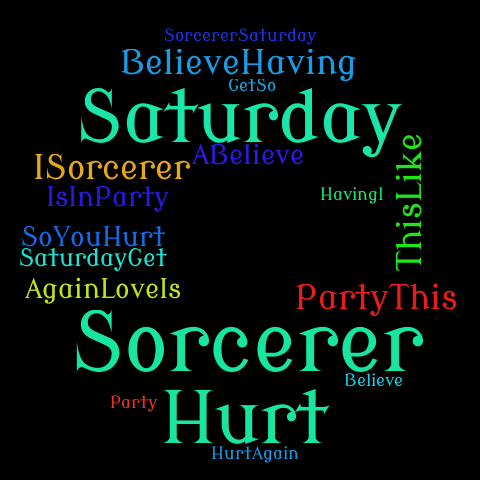 SorcererSaturday
BelieveHaving
GetSo
Saturday
ABelieve
ISorcerer
IsInParty
HavingI
ThisLike
SoYouHurt
SaturdayGet
AgainLoveIs
PartyThis
Sorcerer
Believe
Party
Hurt
HurtAgain